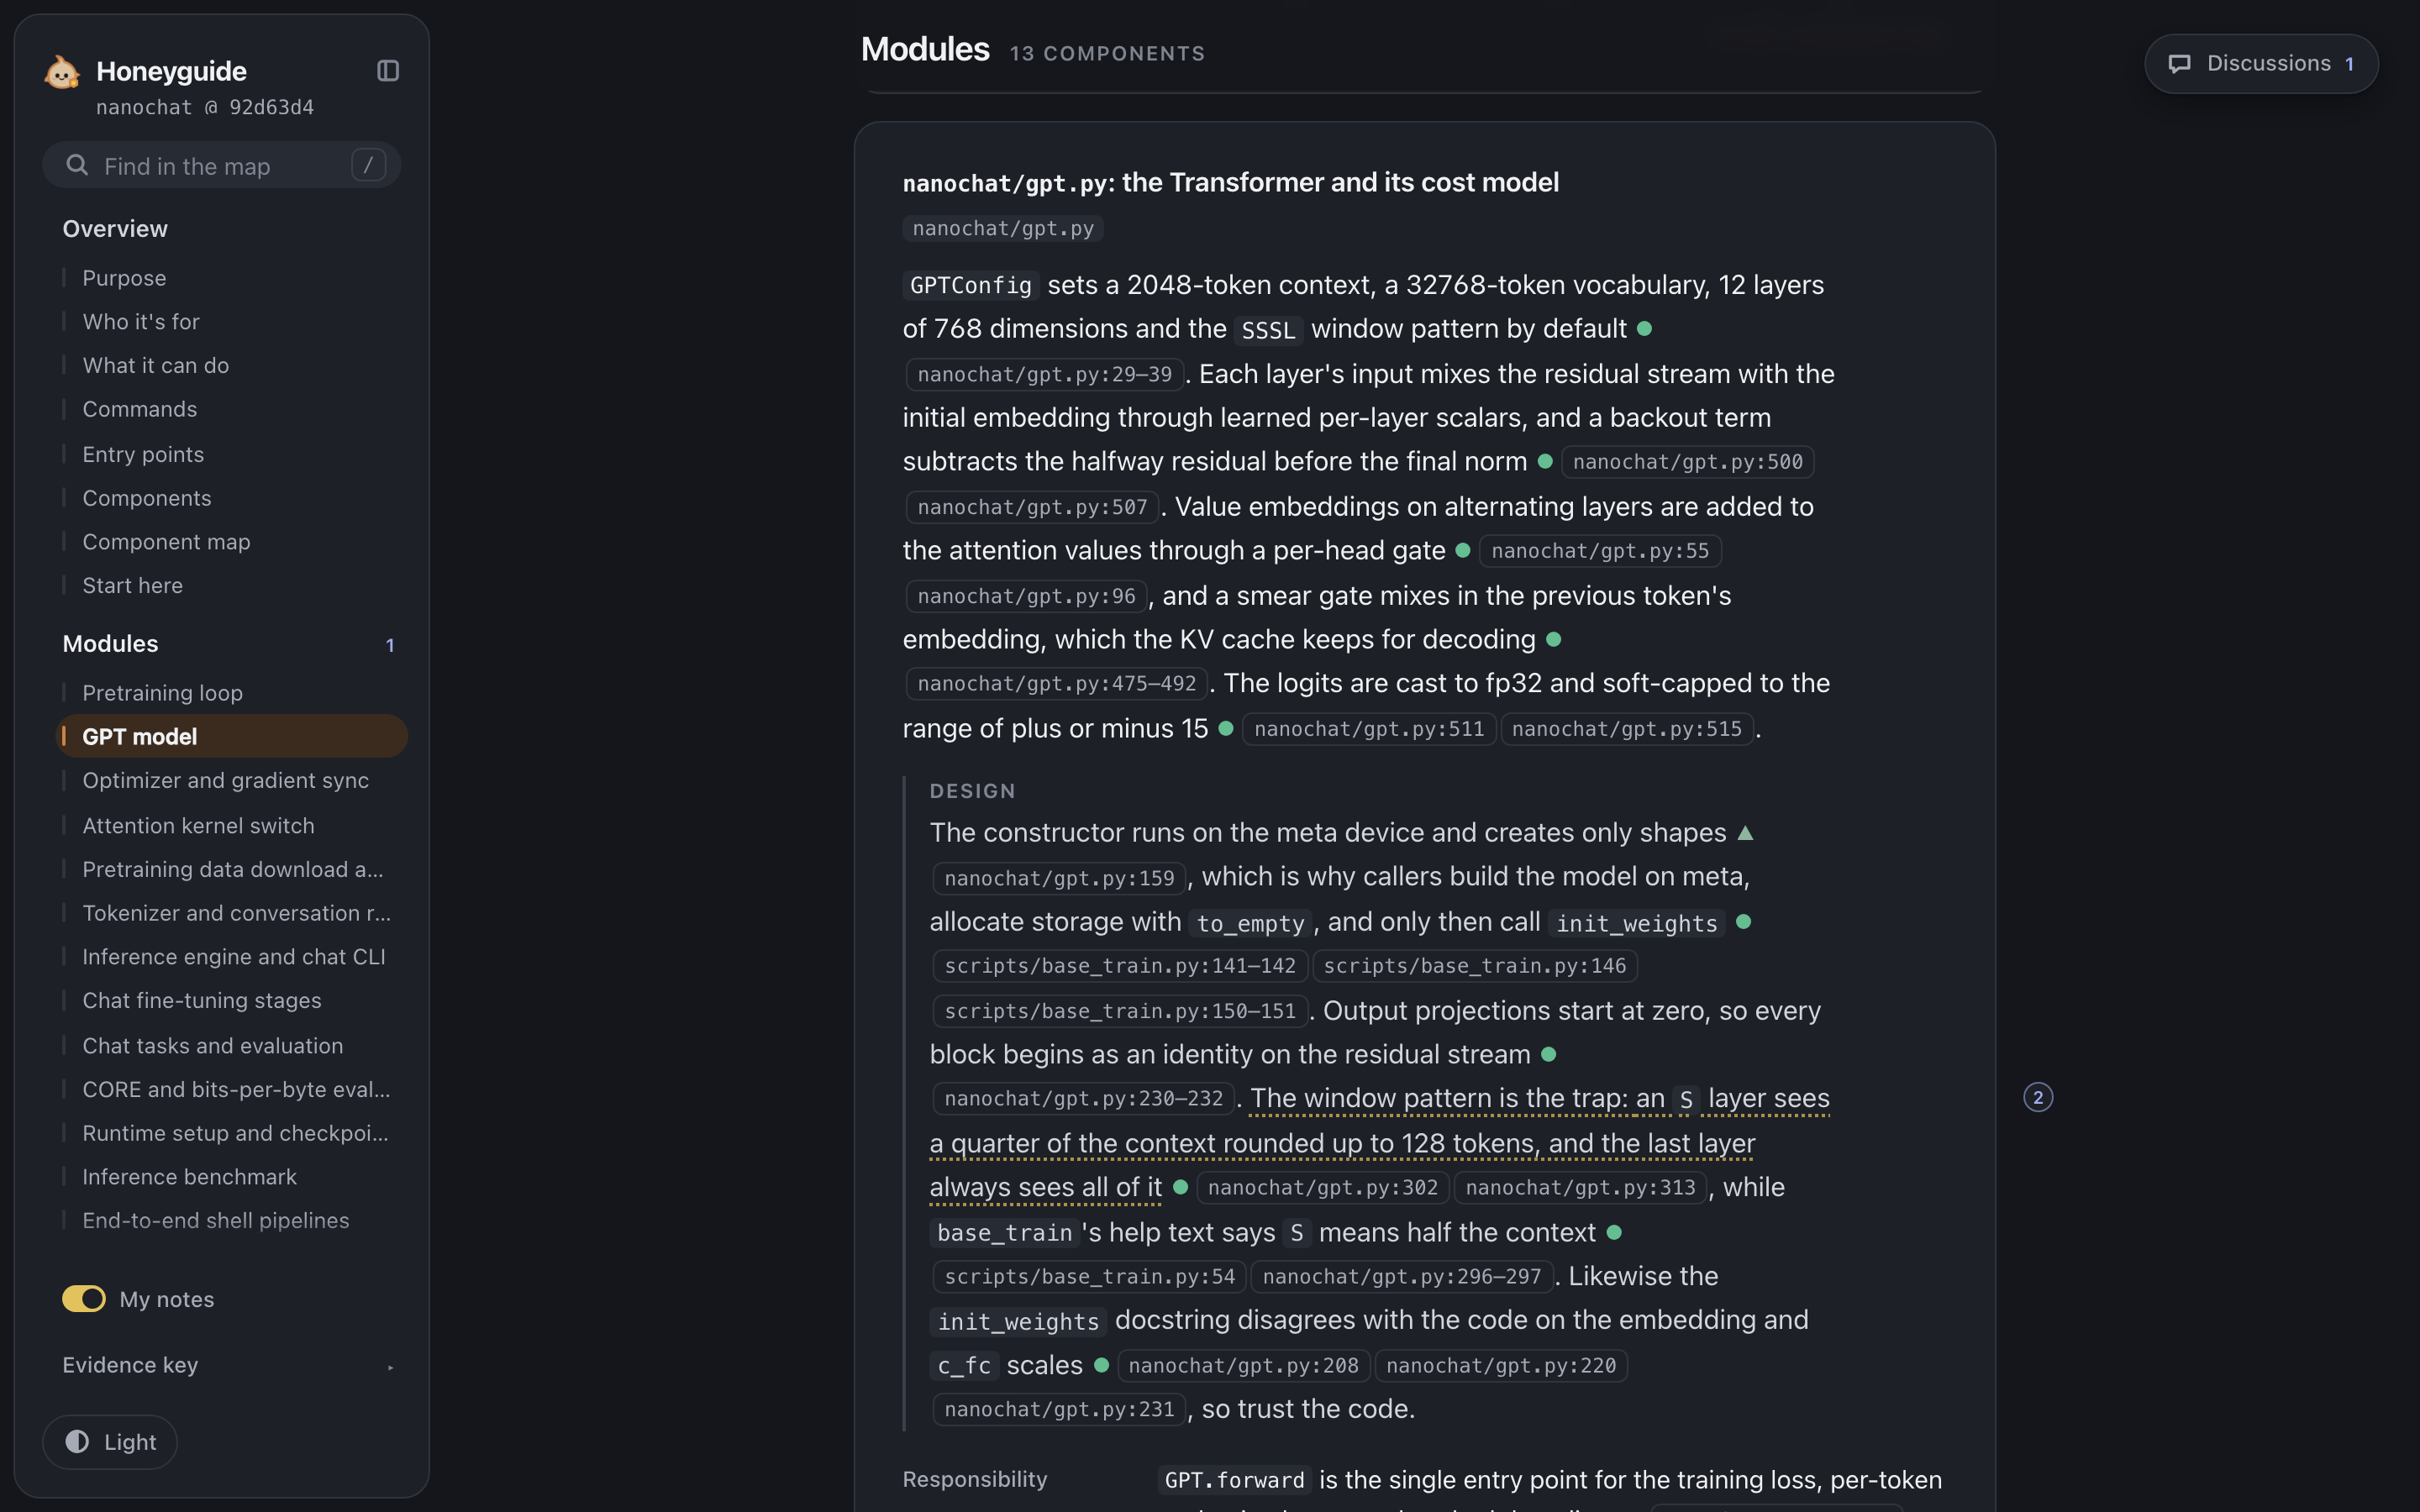 Honeyguide
nanochat @ 92d63d4
Find in the map /
Overview
Purpose
Who it's for
What it can do
Commands
Entry points
Components
Component map
Start here
Modules 1
Pretraining loop
GPT model
Optimizer and gradient sync
Attention kernel switch
Pretraining data download a...
Tokenizer and conversation r...
Inference engine and chat CLI
Chat fine-tuning stages
Chat tasks and evaluation
CORE and bits-per-byte eval...
Runtime setup and checkpoi...
Inference benchmark
End-to-end shell pipelines
My notes
Evidence key
Light
Modules 13 COMPONENTS
Discussions 1
nanochat/gpt.py: the Transformer and its cost model
nanochat/gpt.py
GPTConfig sets a 2048-token context, a 32768-token vocabulary, 12 layers
of 768 dimensions and the SSSL window pattern by default
nanochat/gpt.py:29–39. Each layer's input mixes the residual stream with the
initial embedding through learned per-layer scalars, and a backout term
subtracts the halfway residual before the final norm nanochat/gpt.py:500
nanochat/gpt.py:507. Value embeddings on alternating layers are added to
the attention values through a per-head gate nanochat/gpt.py:55
nanochat/gpt.py:96, and a smear gate mixes in the previous token's
embedding, which the KV cache keeps for decoding
nanochat/gpt.py:475–492. The logits are cast to fp32 and soft-capped to the
range of plus or minus 15 nanochat/gpt.py:511 nanochat/gpt.py:515.
DESIGN
The constructor runs on the meta device and creates only shapes
nanochat/gpt.py:159, which is why callers build the model on meta,
allocate storage with to_empty, and only then call init_weights
scripts/base_train.py:141–142 scripts/base_train.py:146
scripts/base_train.py:150–151. Output projections start at zero, so every
block begins as an identity on the residual stream
nanochat/gpt.py:230–232. The window pattern is the trap: an S layer sees
2
a quarter of the context rounded up to 128 tokens, and the last layer
always sees all of it nanochat/gpt.py:302 nanochat/gpt.py:313, while
base_train's help text says S means half the context
scripts/base_train.py:54 nanochat/gpt.py:296–297. Likewise the
init_weights docstring disagrees with the code on the embedding and
c_fc scales nanochat/gpt.py:208 nanochat/gpt.py:220
nanochat/gpt.py:231, so trust the code.
Responsibility GPT.forward is the single entry point for the training loss, per-token